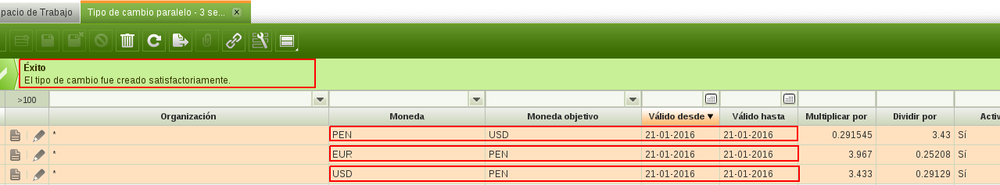 pacio de Trabajo Tipo de cambio paralelo - 3 se...
Éxito
El tipo de cambio fue creado satisfactoriamente.
>100
Organización Moneda Moneda objetivo Válido desde Válido hasta Multiplicar por Dividir por Activ
* PEN USD 21-01-2016 21-01-2016 0.291545 3.43 Sí
* EUR PEN 21-01-2016 21-01-2016 3.967 0.25208 Sí
* USD PEN 21-01-2016 21-01-2016 3.433 0.29129 Sí